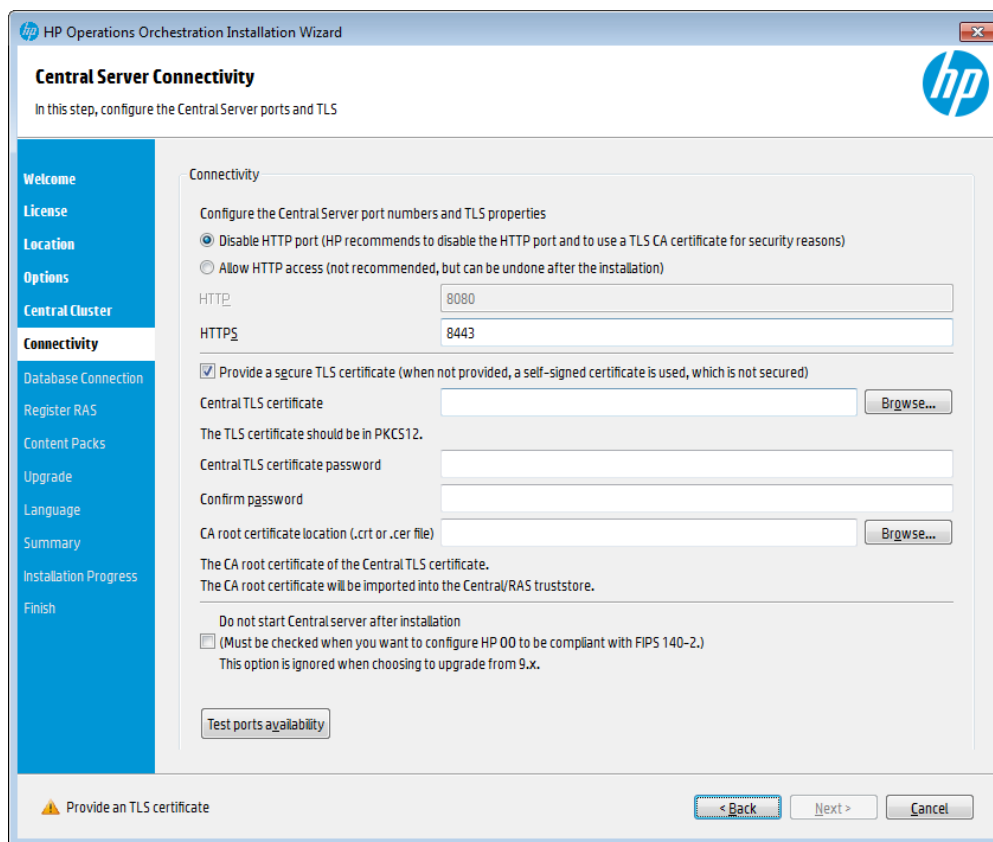 HP Operations Orchestration Installation Wizard
Central Server Connectivity
In this step, configure the Central Server ports and TLS
hp
Welcome
License
Location
Options
Central Cluster
Connectivity
Database Connection
Register RAS
Content Packs
Upgrade
Language
Summary
Installation Progress
Finish
Connectivity
Configure the Central Server port numbers and TLS properties
Disable HTTP port (HP recommends to disable the HTTP port and to use a TLS CA certificate for security reasons)
Allow HTTP access (not recommended, but can be undone after the installation)
HTTP 8080
HTTPS 8443
Provide a secure TLS certificate (when not provided, a self-signed certificate is used, which is not secured)
Central TLS certificate Browse...
The TLS certificate should be in PKCS12.
Central TLS certificate password
Confirm password
CA root certificate location (.crt or .cer file) Browse...
The CA root certificate of the Central TLS certificate.
The CA root certificate will be imported into the Central/RAS truststore.
Do not start Central server after installation
(Must be checked when you want to configure HP OO to be compliant with FIPS 140-2.)
This option is ignored when choosing to upgrade from 9.x.
Test ports availability
Provide an TLS certificate
< Back Next > Cancel